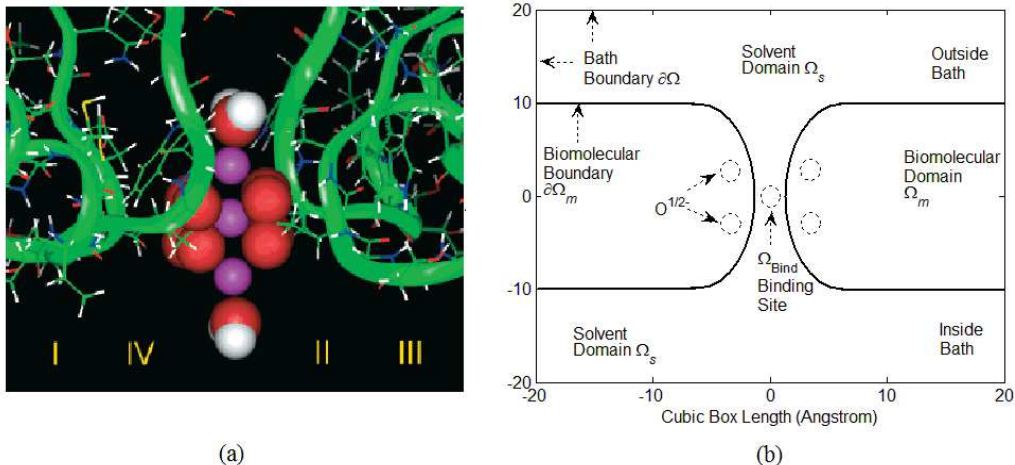 I IV II III
(a)
20
10
0
-10
-20
-20 -10 0 10 20
Cubic Box Length (Angstrom)
Bath
Boundary ∂Ω
Solvent
Domain Ωs
Outside
Bath
Biomolecular
Boundary
∂Ωm
O1/2
ΩBind
Binding
Site
Biomolecular
Domain
Ωm
Solvent
Domain Ωs
Inside
Bath
(b)